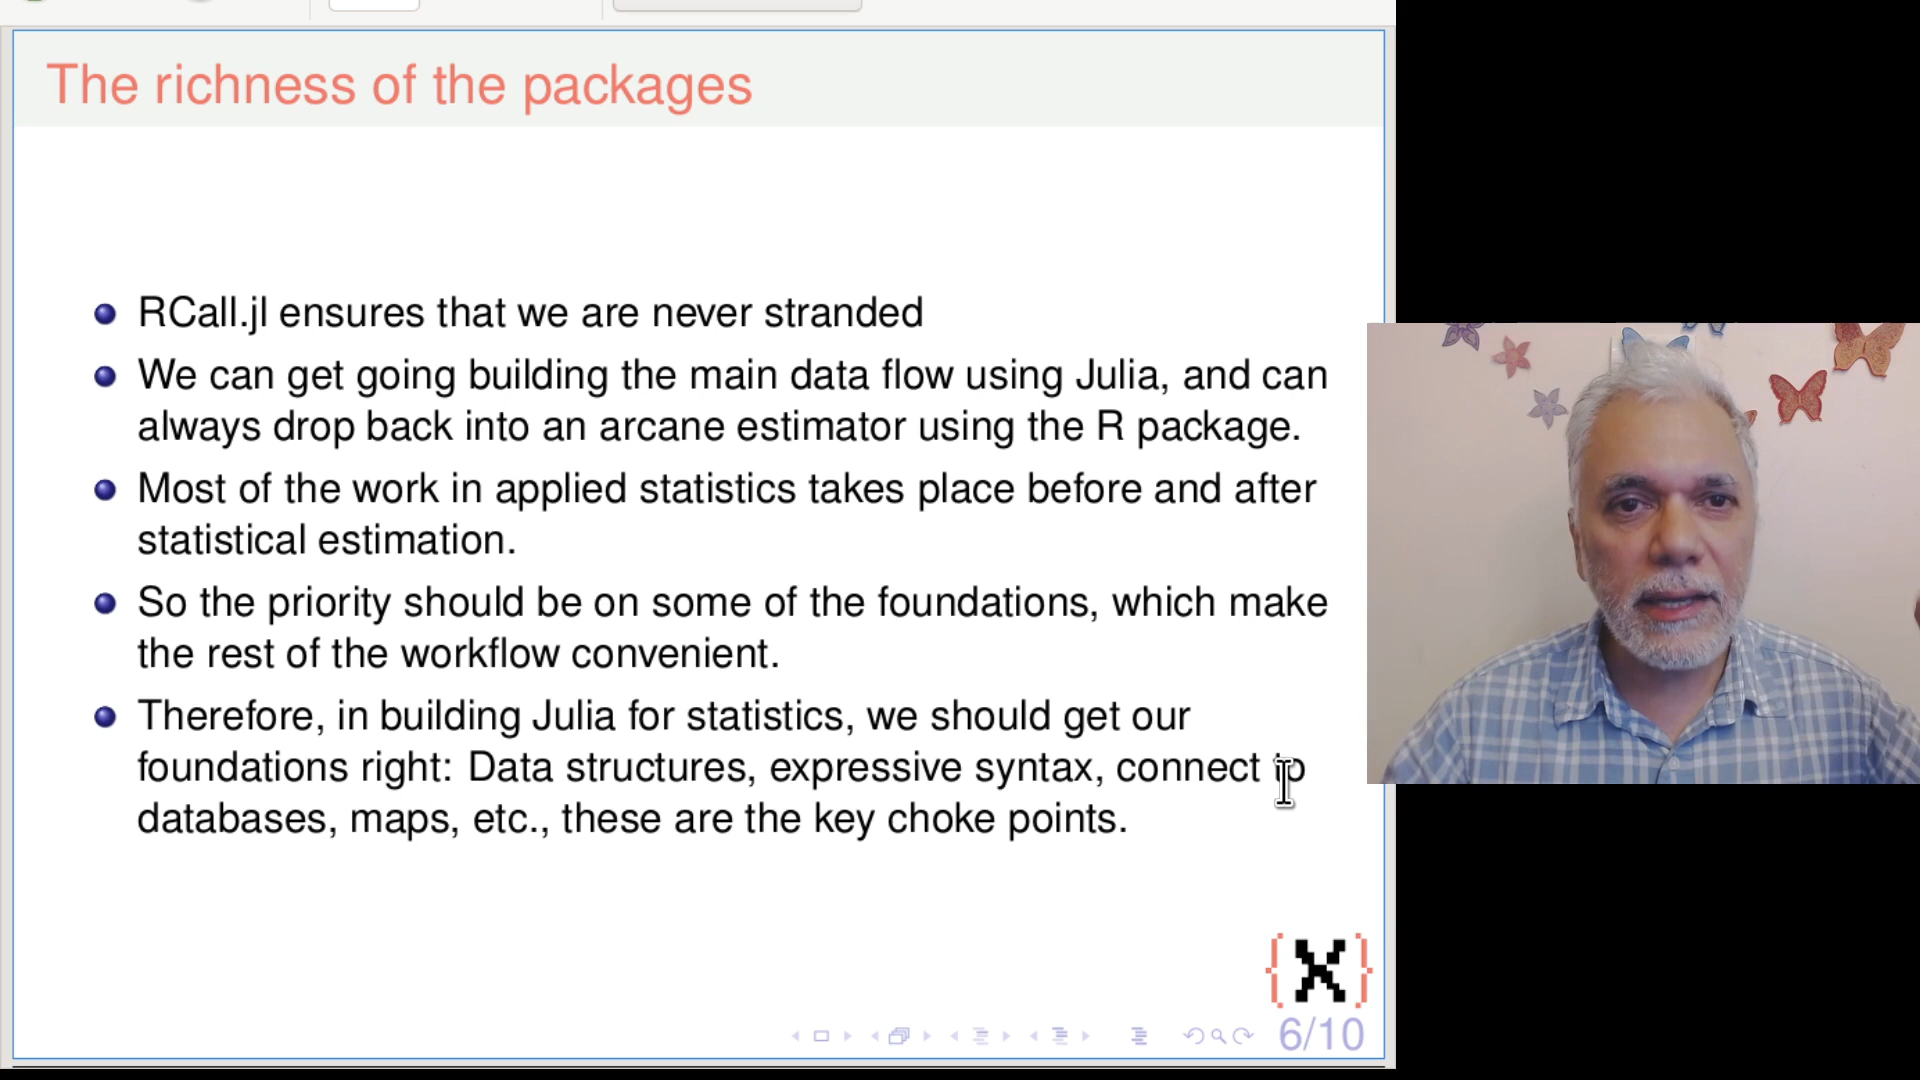 The richness of the packages
RCall.jl ensures that we are never stranded
We can get going building the main data flow using Julia, and can
always drop back into an arcane estimator using the R package.
Most of the work in applied statistics takes place before and after
statistical estimation.
So the priority should be on some of the foundations, which make
the rest of the workflow convenient.
Therefore, in building Julia for statistics, we should get our
foundations right: Data structures, expressive syntax, connect to
databases, maps, etc., these are the key choke points.
{X}
6/10